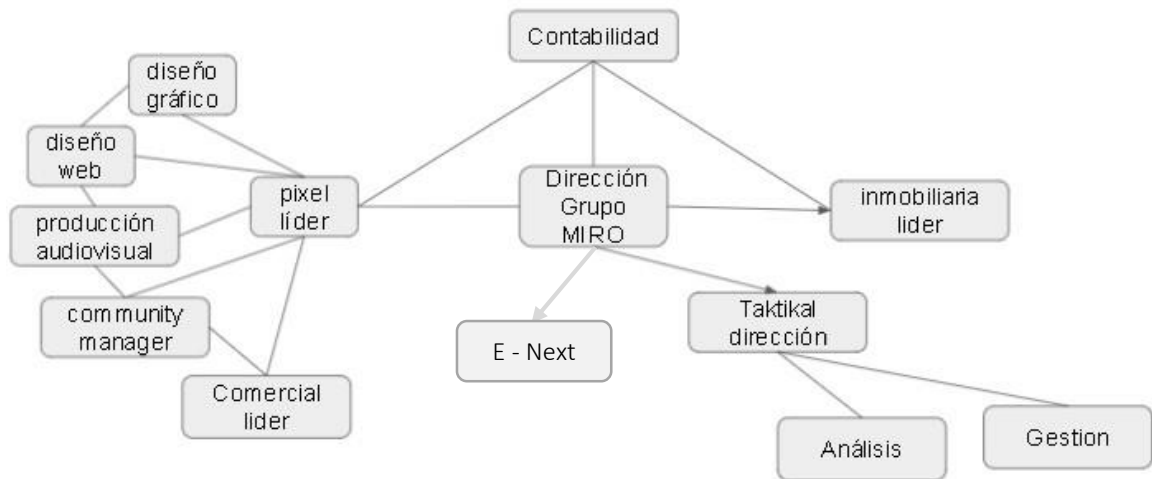 Contabilidad
diseño
gráfico
diseño
web
pixel
líder
Dirección
Grupo
MIRO
inmobiliaria
lider
producción
audiovisual
community
manager
E - Next
Taktikal
dirección
Comercial
lider
Análisis
Gestion